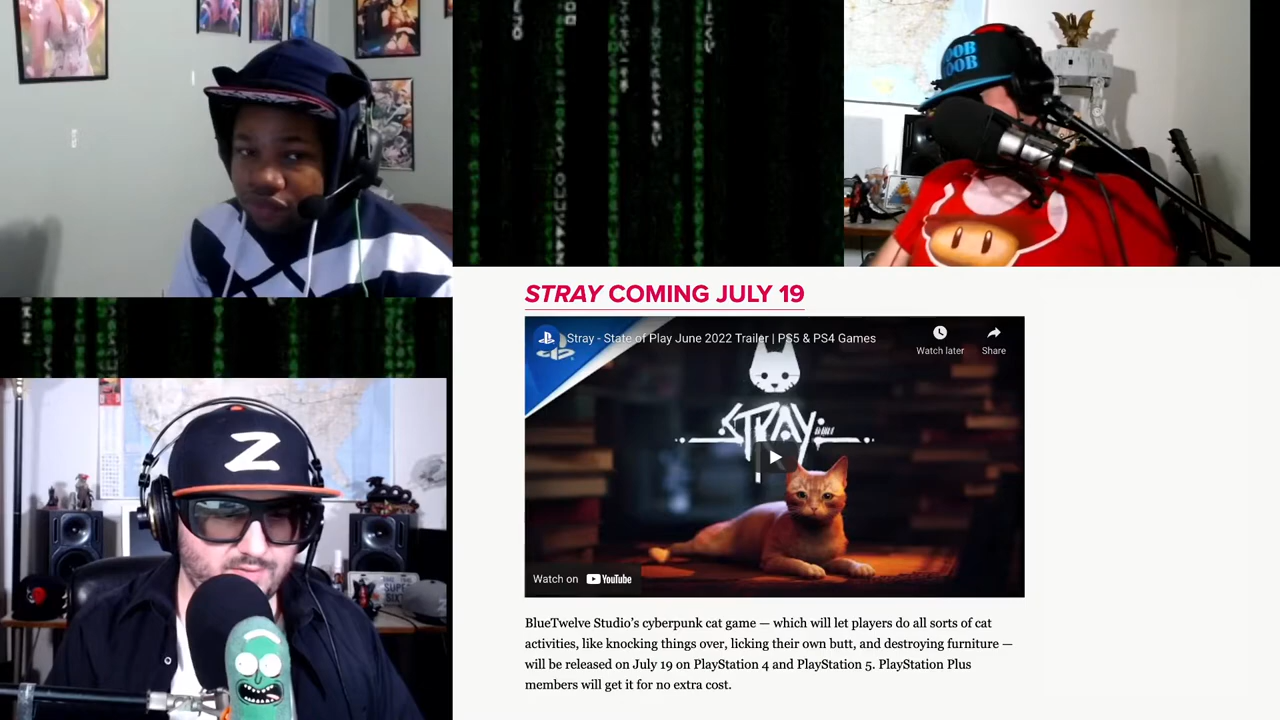 STRAY COMING JULY 19
Stray - State of Play June 2022 Trailer | PS5 & PS4 Games
Watch later
Share
STRAY
Watch on YouTube
BlueTwelve Studio’s cyberpunk cat game — which will let players do all sorts of cat
activities, like knocking things over, licking their own butt, and destroying furniture —
will be released on July 19 on PlayStation 4 and PlayStation 5. PlayStation Plus
members will get it for no extra cost.
Z